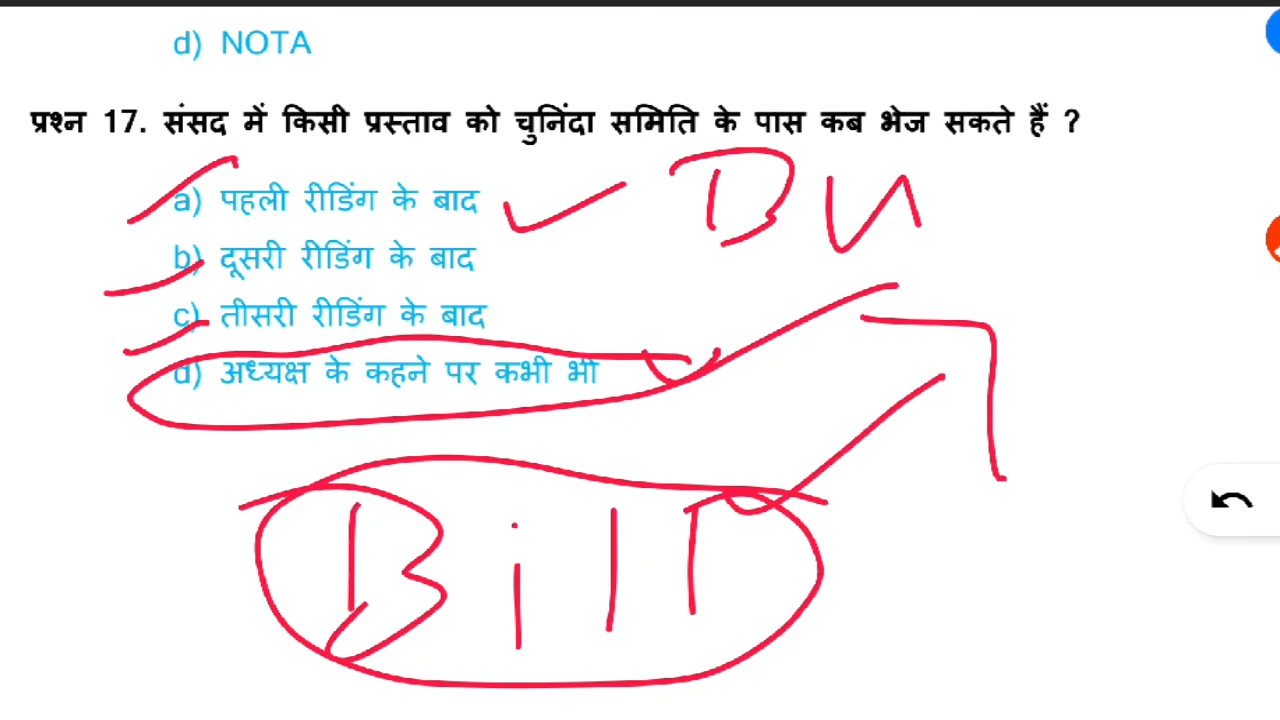 d) NOTA
प्रश्न 17. संसद में किसी प्रस्ताव को चुनिंदा समिति के पास कब भेज सकते हैं ?
a) पहली रीडिंग के बाद
b) दूसरी रीडिंग के बाद
c) तीसरी रीडिंग के बाद
d) अध्यक्ष के कहने पर कभी भी
Bill